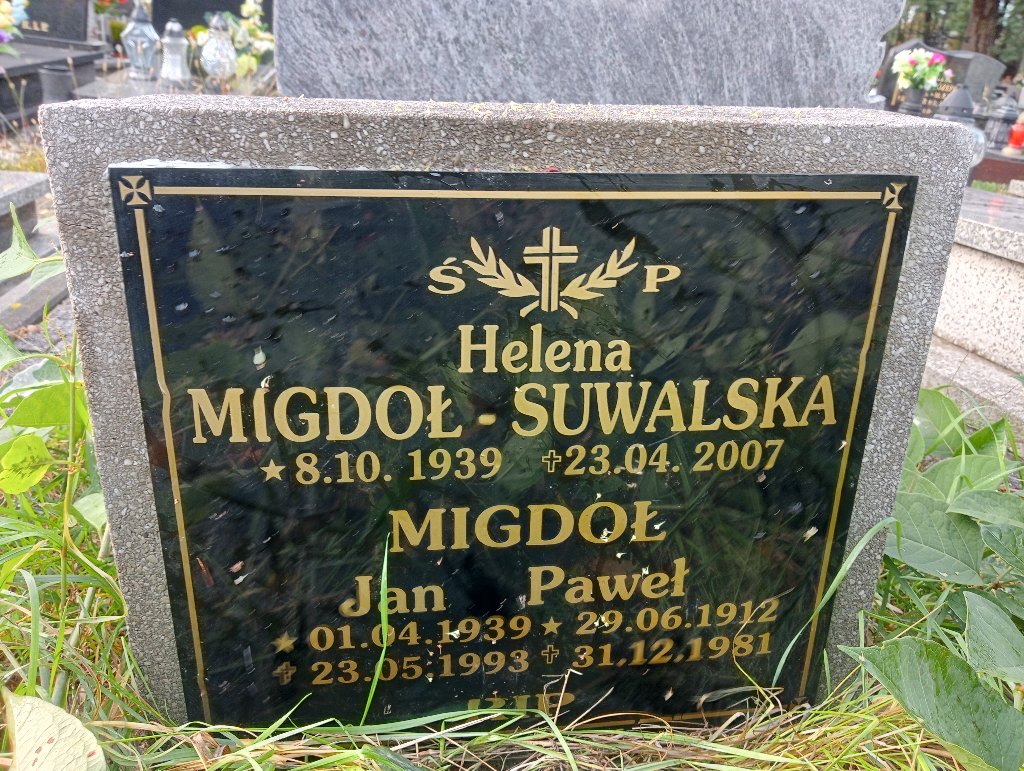 Ś P
Helena
MIGDOŁ - SUWALSKA
★ 8.10. 1939 ✝ 23.04. 2007
MIGDOŁ
Jan Paweł
★ 01.04.1939 ★ 29.06.1912
✝ 23.05.1993 ✝ 31,12,1981